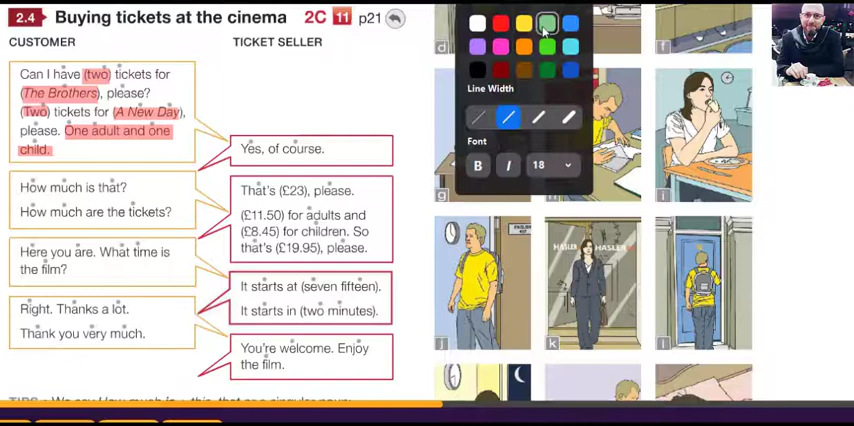 2.4 Buying tickets at the cinema 2C 11 p21
CUSTOMER
TICKET SELLER
Can I have (two) tickets for
(The Brothers), please?
(Two) tickets for (A New Day),
please. One adult and one
child.
Yes, of course.
How much is that?
How much are the tickets?
That's (£23), please.
(£11.50) for adults and
(£8.45) for children. So
that's (£19.95), please.
Here you are. What time is
the film?
It starts at (seven fifteen).
It starts in (two minutes).
Right. Thanks a lot.
Thank you very much.
You're welcome. Enjoy
the film.
Line Width
Font
B I 18
d
f
g
h
i
j
k
l
HASLER HASLER